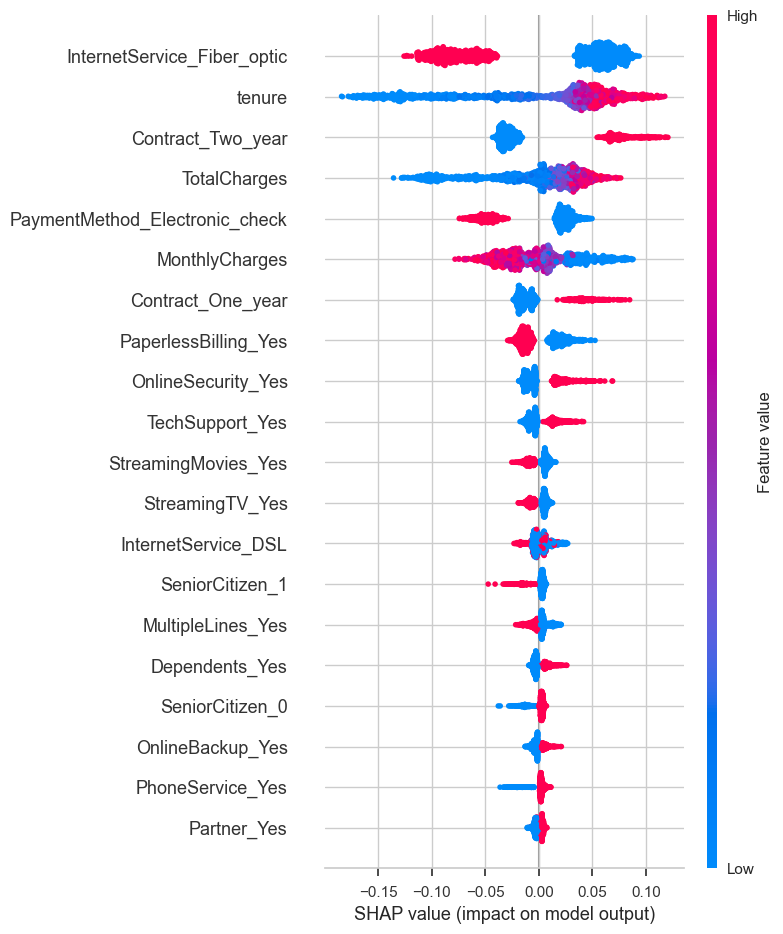 High
InternetService_Fiber_optic
tenure
Contract_Two_year
TotalCharges
PaymentMethod_Electronic_check
MonthlyCharges
Contract_One_year
PaperlessBilling_Yes
OnlineSecurity_Yes
TechSupport_Yes
StreamingMovies_Yes
StreamingTV_Yes
InternetService_DSL
SeniorCitizen_1
MultipleLines_Yes
Dependents_Yes
SeniorCitizen_0
OnlineBackup_Yes
PhoneService_Yes
Partner_Yes
Feature value
Low
−0.15 −0.10 −0.05 0.00 0.05 0.10
SHAP value (impact on model output)